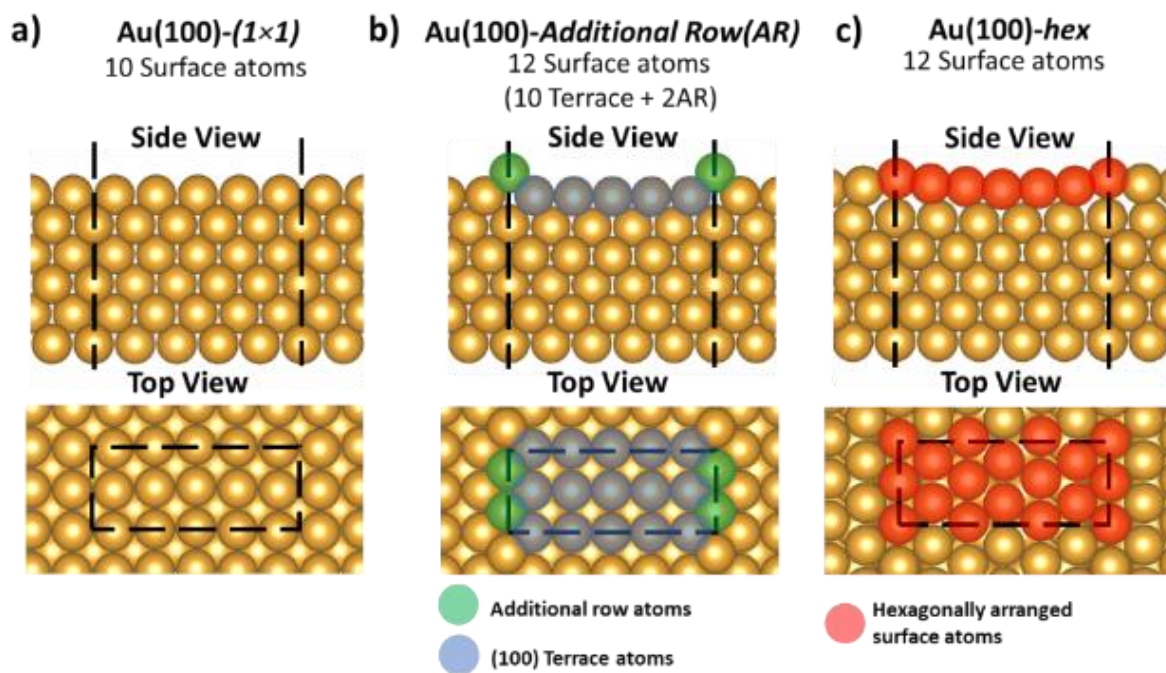 a) Au(100)-(1×1)
10 Surface atoms
Side View
Top View
b) Au(100)-Additional Row(AR)
12 Surface atoms
(10 Terrace + 2AR)
Side View
Top View
Additional row atoms
(100) Terrace atoms
c) Au(100)-hex
12 Surface atoms
Side View
Top View
Hexagonally arranged
surface atoms